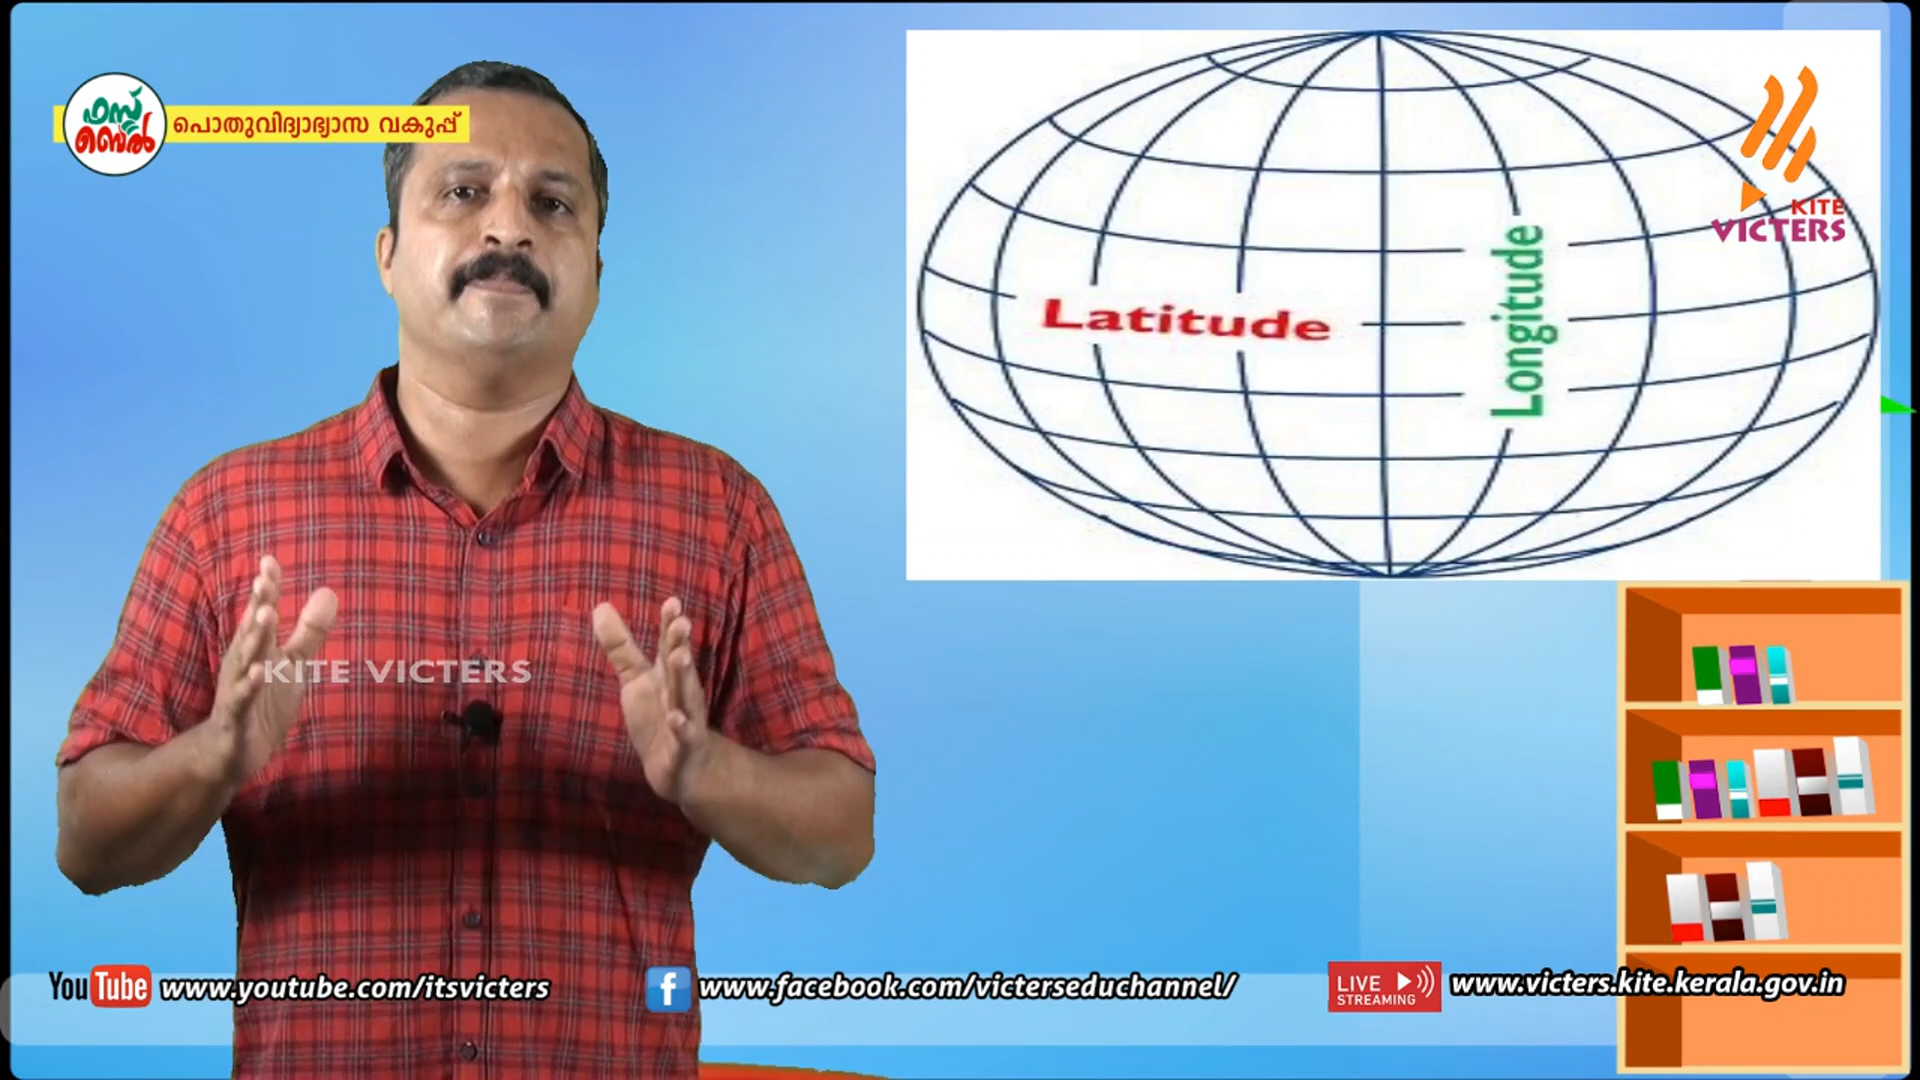 ഫസ്റ്റ്
ബെൽ
പൊതുവിദ്യാഭ്യാസ വകുപ്പ്
KITE
VICTERS
Latitude
Longitude
KITE VICTERS
YouTube www.youtube.com/itsvicters
f www.facebook.com/victerseduchannel/
LIVE
STREAMING
www.victers.kite.kerala.gov.in